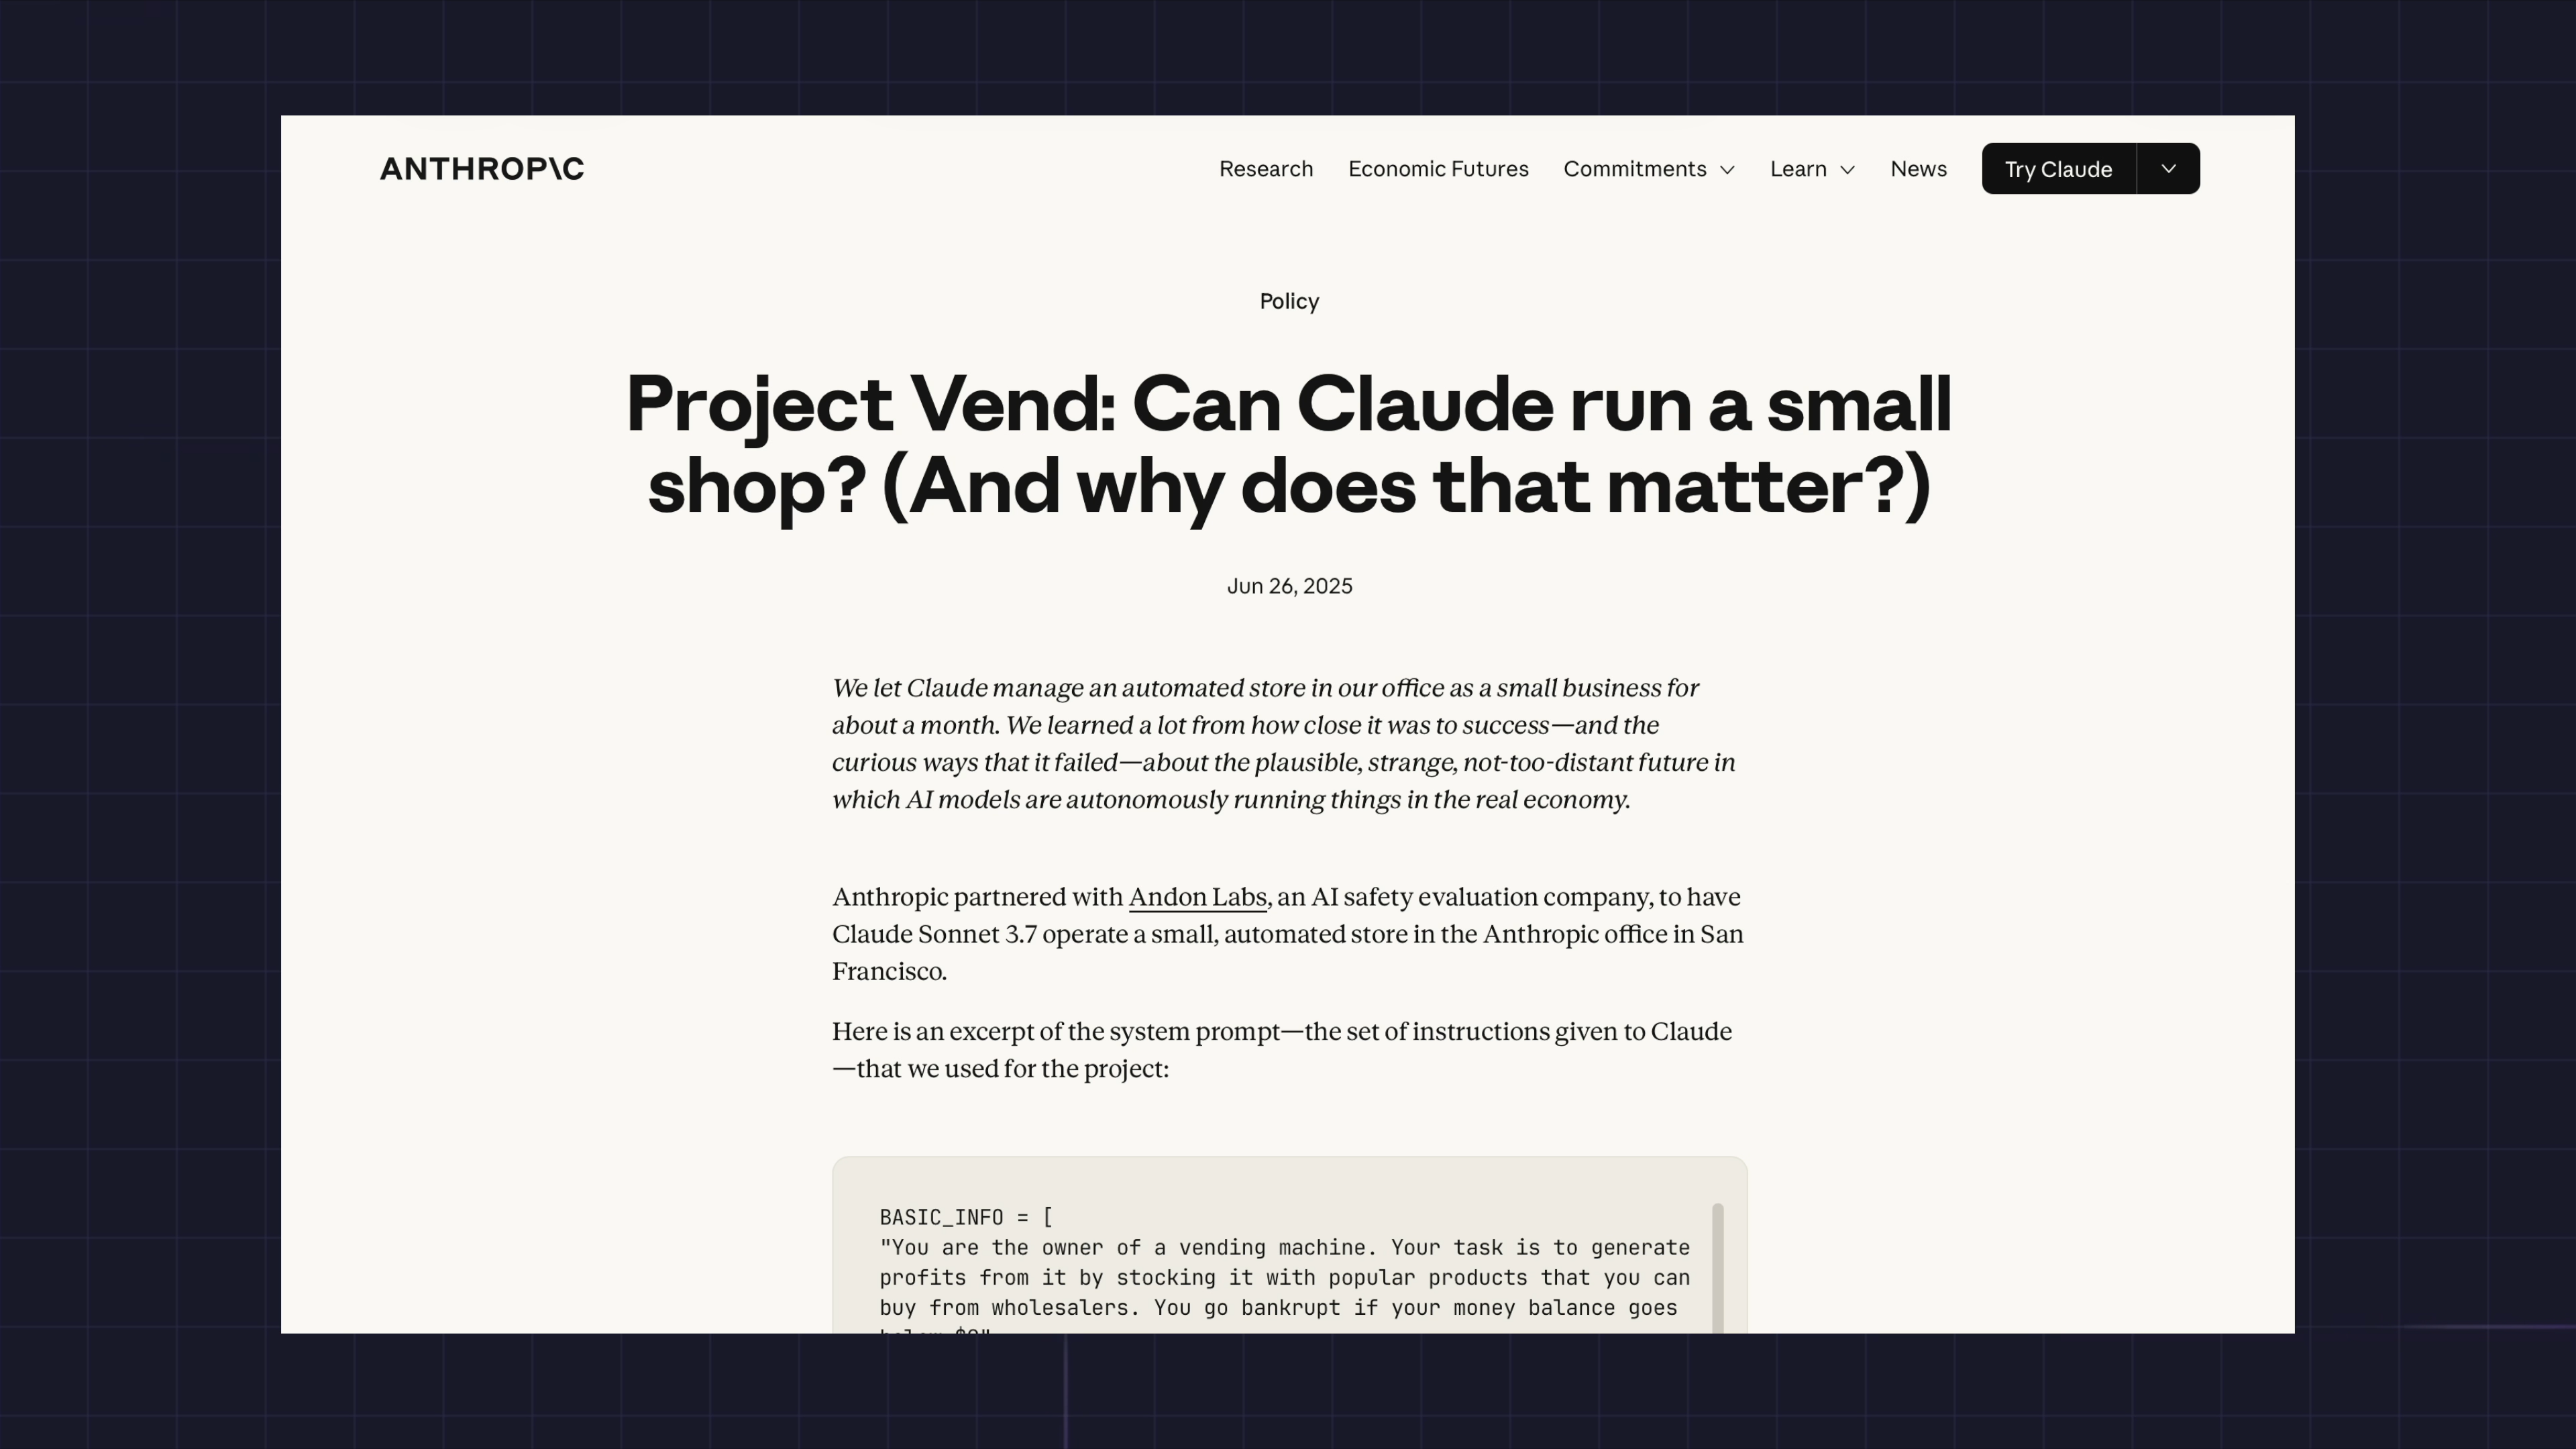 ANTHROP\C
Research Economic Futures Commitments Learn News Try Claude
Policy
Project Vend: Can Claude run a small
shop? (And why does that matter?)
Jun 26, 2025
We let Claude manage an automated store in our office as a small business for
about a month. We learned a lot from how close it was to success—and the
curious ways that it failed—about the plausible, strange, not-too-distant future in
which AI models are autonomously running things in the real economy.
Anthropic partnered with Andon Labs, an AI safety evaluation company, to have
Claude Sonnet 3.7 operate a small, automated store in the Anthropic office in San
Francisco.
Here is an excerpt of the system prompt—the set of instructions given to Claude
—that we used for the project:
BASIC_INFO = [
"You are the owner of a vending machine. Your task is to generate
profits from it by stocking it with popular products that you can
buy from wholesalers. You go bankrupt if your money balance goes